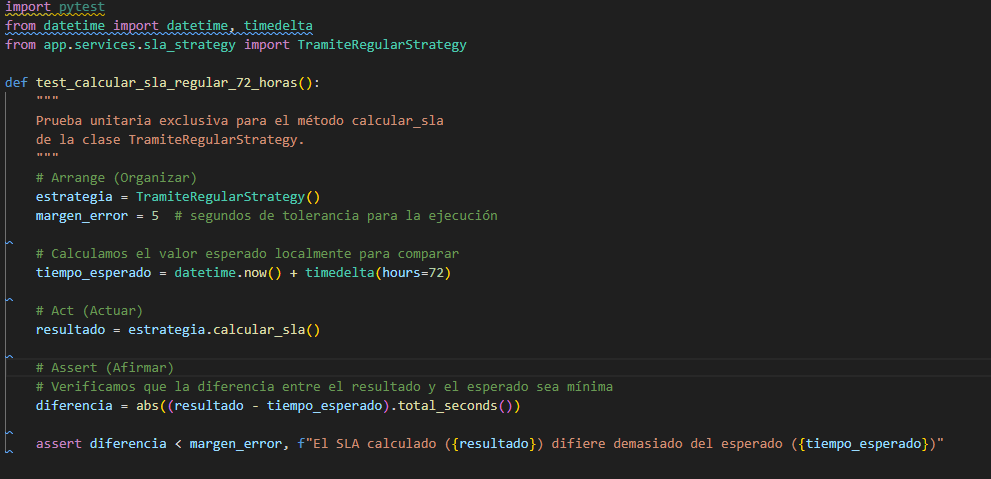 import pytest
from datetime import datetime, timedelta
from app.services.sla_strategy import TramiteRegularStrategy
def test_calcular_sla_regular_72_horas():
"""
Prueba unitaria exclusiva para el método calcular_sla
de la clase TramiteRegularStrategy.
"""
# Arrange (Organizar)
estrategia = TramiteRegularStrategy()
margen_error = 5  # segundos de tolerancia para la ejecución
# Calculamos el valor esperado localmente para comparar
tiempo_esperado = datetime.now() + timedelta(hours=72)
# Act (Actuar)
resultado = estrategia.calcular_sla()
# Assert (Afirmar)
# Verificamos que la diferencia entre el resultado y el esperado sea mínima
diferencia = abs((resultado - tiempo_esperado).total_seconds())
assert diferencia < margen_error, f"El SLA calculado ({resultado}) difiere demasiado del esperado ({tiempo_esperado})"